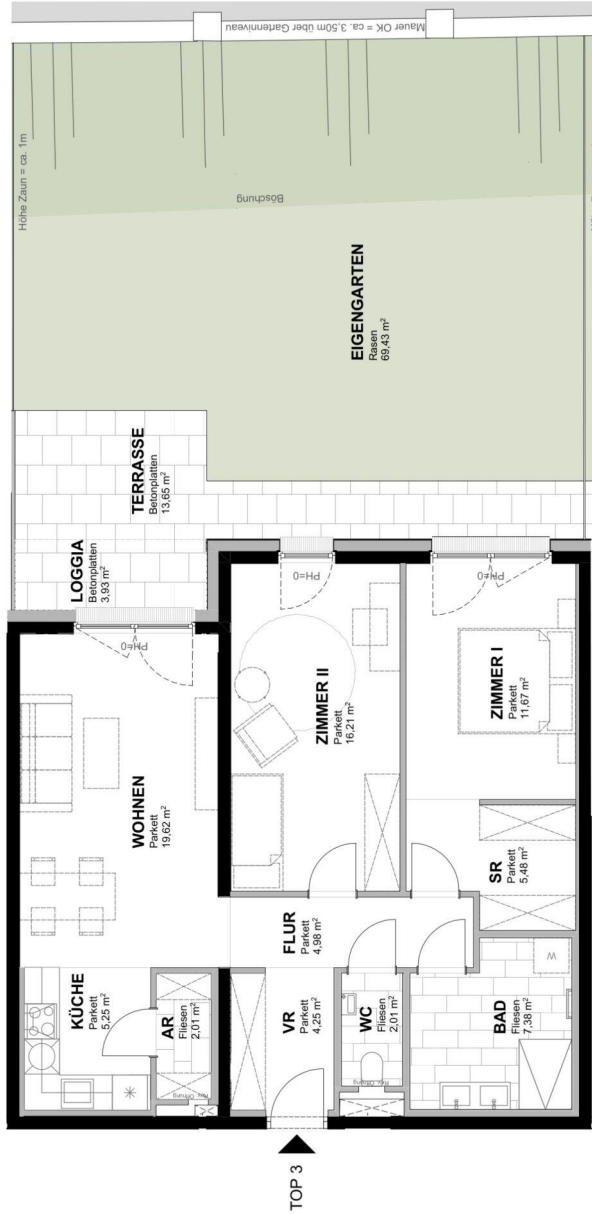 Mauer OK = ca. 3,50m über Gartenniveau
Höhe Zaun = ca. 1m
Böschung
EIGENGARTEN
Rasen
69,43 m²
TERRASSE
Betonplatten
13,65 m²
LOGGIA
Betonplatten
3,93 m²
PH=0
PH=0
PH=0
WOHNEN
Parkett
19,62 m²
ZIMMER II
Parkett
16,21 m²
ZIMMER I
Parkett
11,67 m²
SR
Parkett
5,48 m²
FLUR
Parkett
4,98 m²
KÜCHE
Parkett
5,25 m²
AR
Fliesen
2,01 m²
Rev. Öffnung
VR
Parkett
4,25 m²
WC
Fliesen
2,01 m²
Rev. Öffnung
BAD
Fliesen
7,38 m²
W
TOP 3